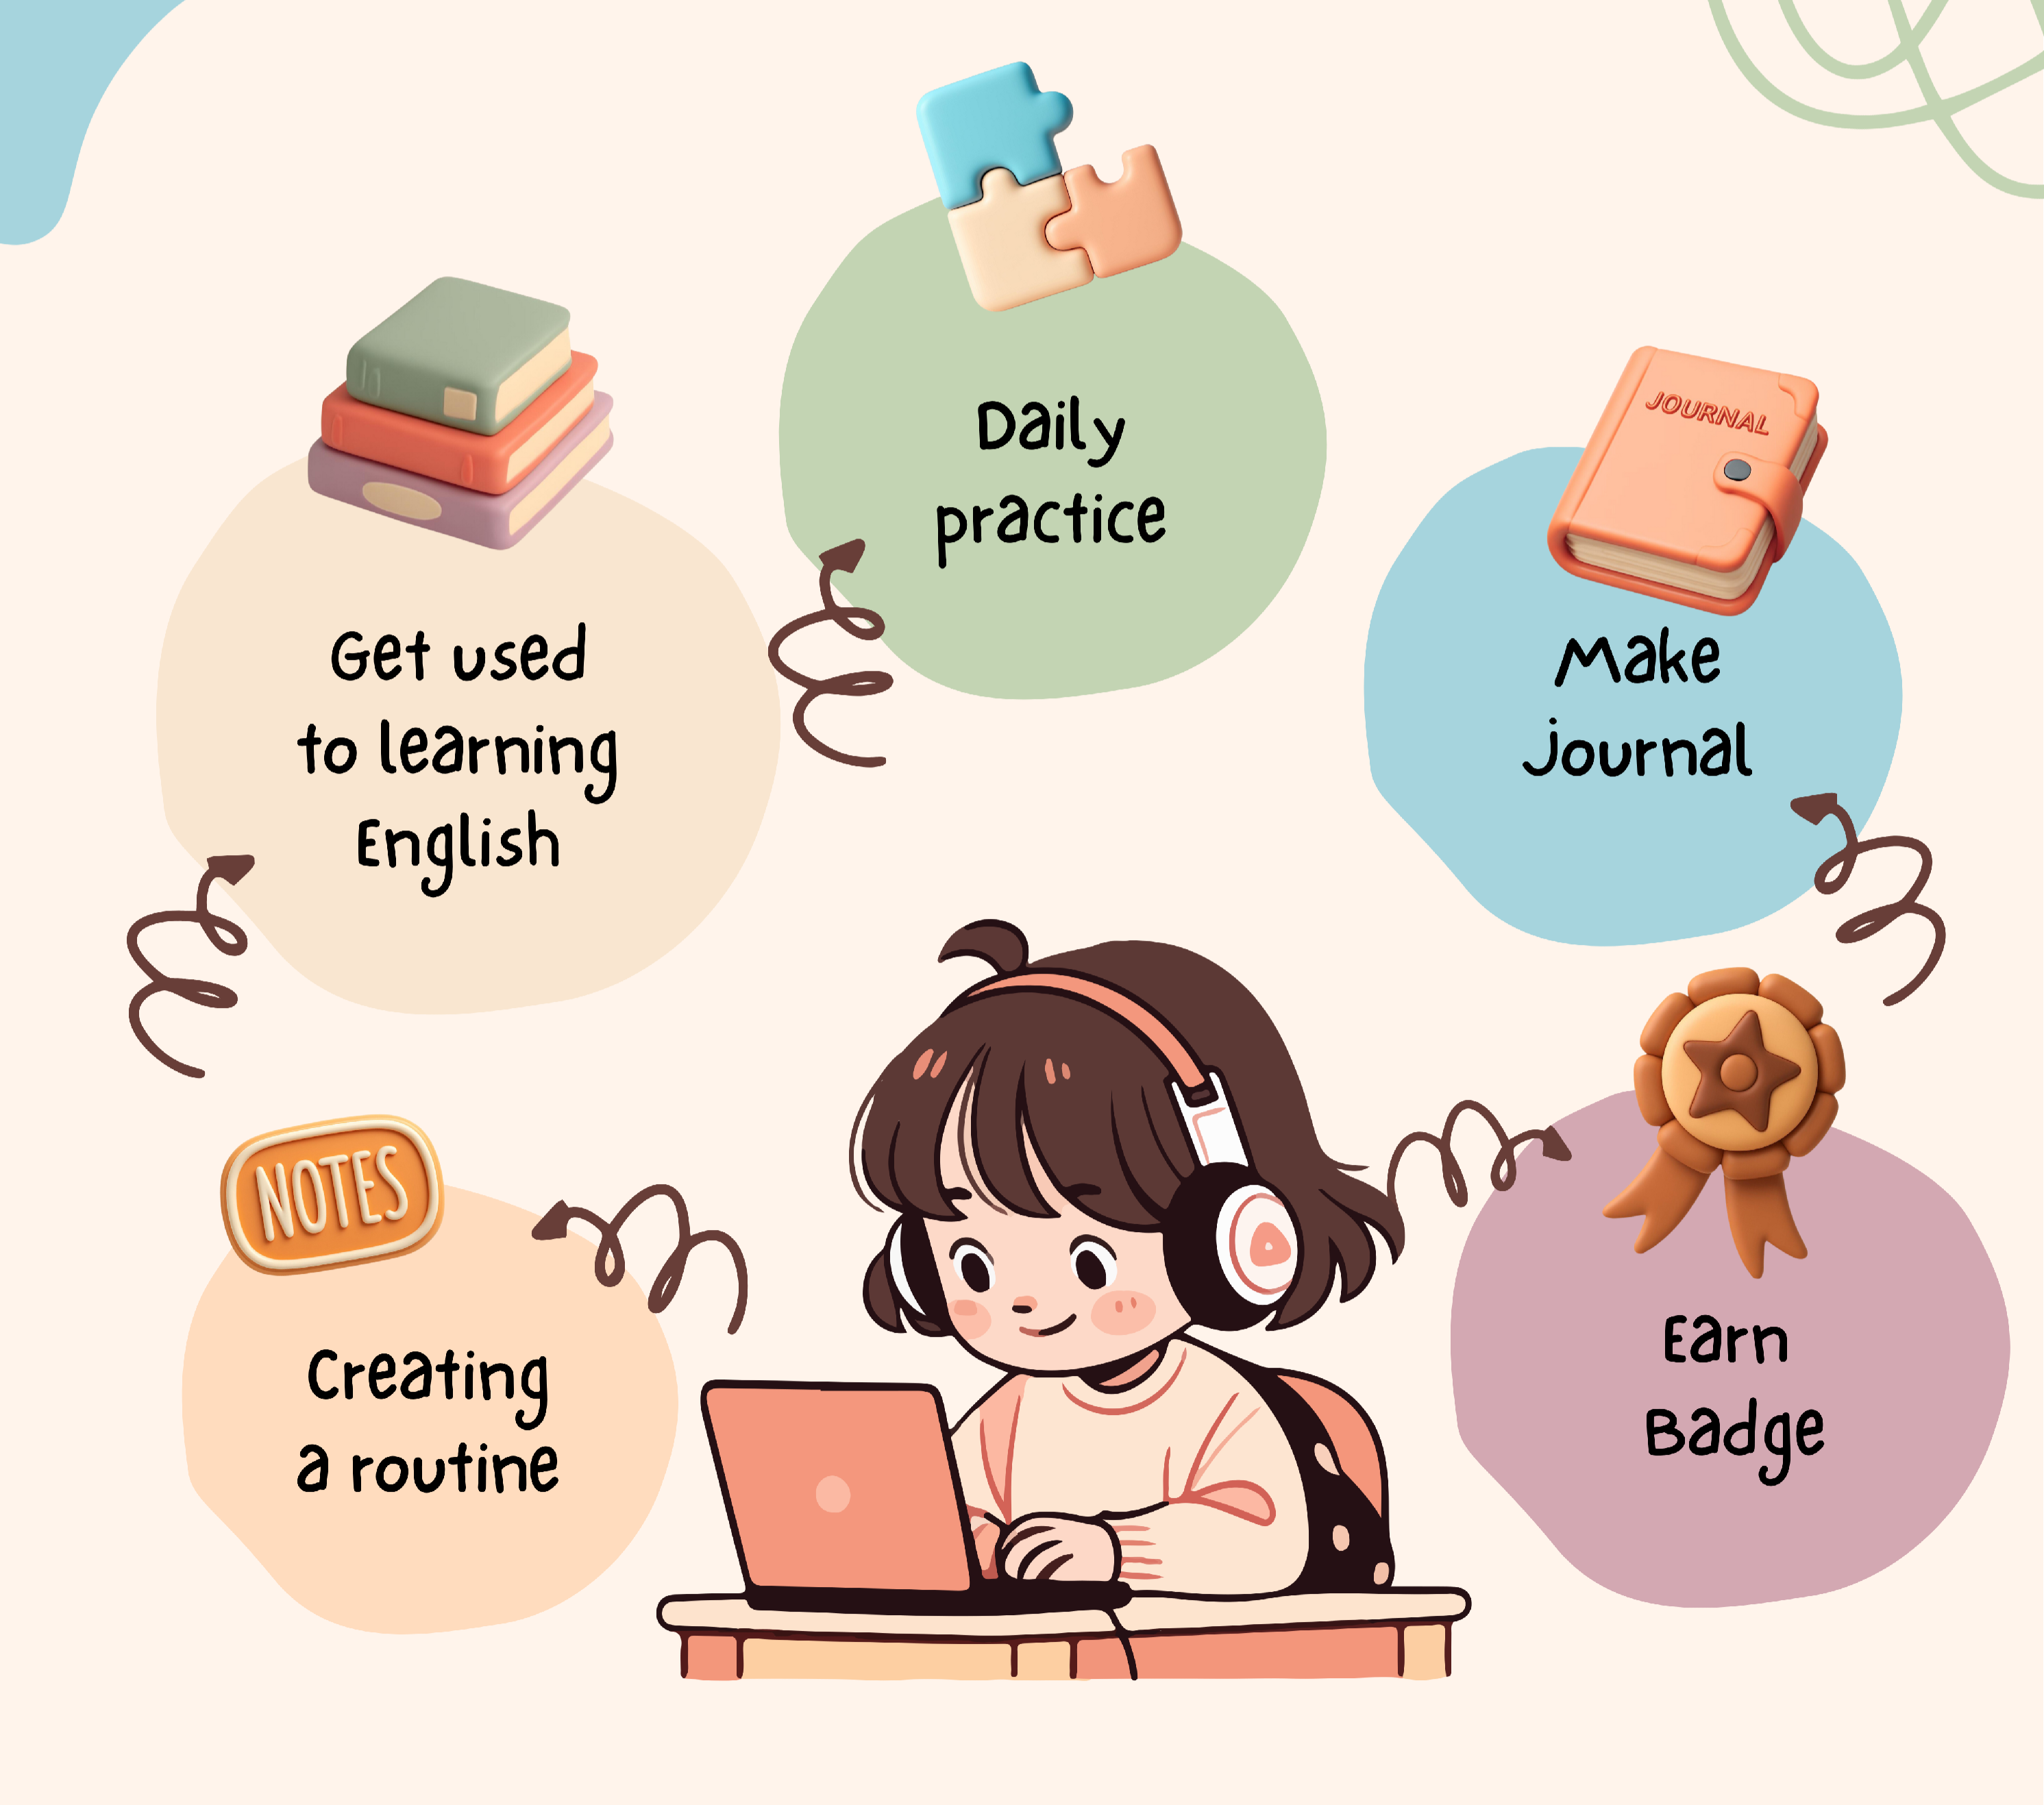 Daily
practice
JOURNAL
Get used
to learning
English
Make
journal
NOTES
Creating
a routine
Earn
Badge